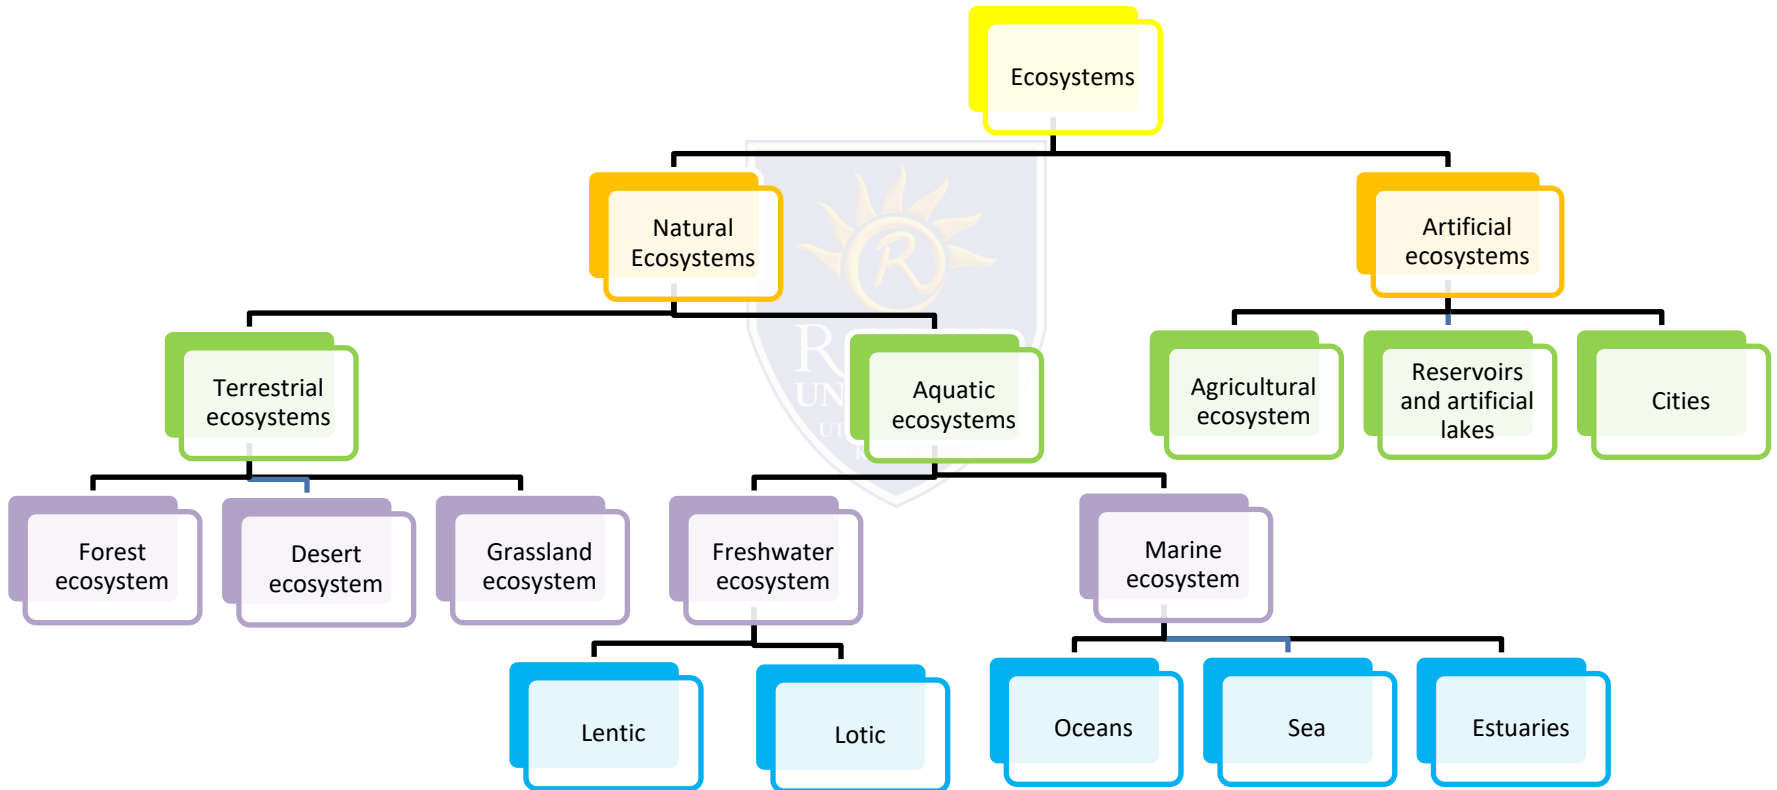 Ecosystems
Natural
Ecosystems
Artificial
ecosystems
Terrestrial
ecosystems
Aquatic
ecosystems
Agricultural
ecosystem
Reservoirs
and artificial
lakes
Cities
Forest
ecosystem
Desert
ecosystem
Grassland
ecosystem
Freshwater
ecosystem
Marine
ecosystem
Lentic
Lotic
Oceans
Sea
Estuaries